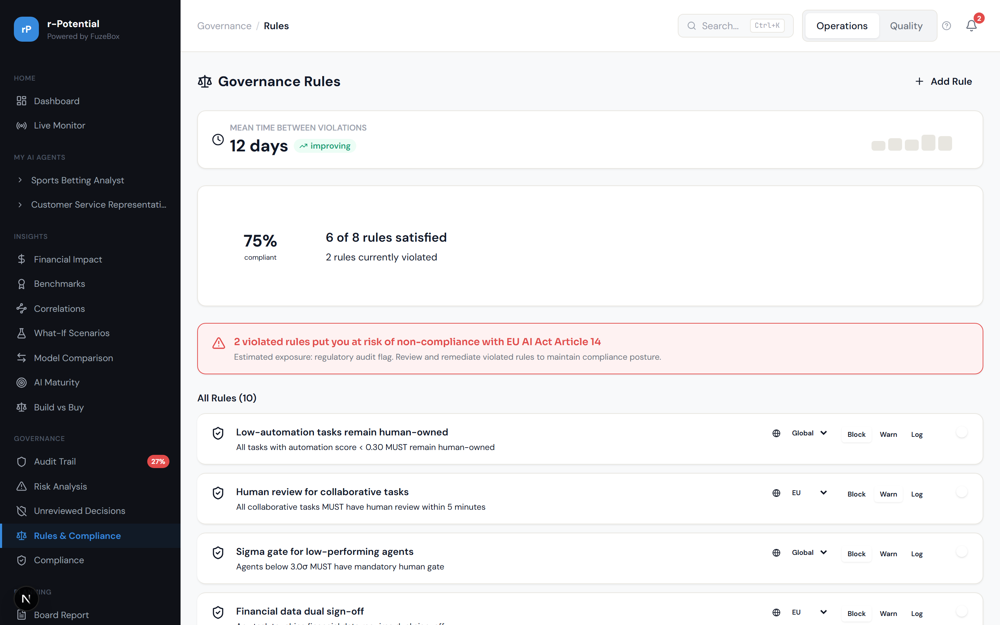 rP
r-Potential
Powered by FuzeBox
HOME
Dashboard
Live Monitor
MY AI AGENTS
Sports Betting Analyst
Customer Service Representati...
INSIGHTS
Financial Impact
Benchmarks
Correlations
What-If Scenarios
Model Comparison
AI Maturity
Build vs Buy
GOVERNANCE
Audit Trail
27%
Risk Analysis
Unreviewed Decisions
Rules & Compliance
Compliance
N
Board Report
Governance / Rules
Search...
Ctrl+K
Operations
Quality
2
Governance Rules
Add Rule
MEAN TIME BETWEEN VIOLATIONS
12 days
improving
75%
compliant
6 of 8 rules satisfied
2 rules currently violated
2 violated rules put you at risk of non-compliance with EU AI Act Article 14
Estimated exposure: regulatory audit flag. Review and remediate violated rules to maintain compliance posture.
All Rules (10)
Low-automation tasks remain human-owned
All tasks with automation score < 0.30 MUST remain human-owned
Global
Block
Warn
Log
Human review for collaborative tasks
All collaborative tasks MUST have human review within 5 minutes
EU
Block
Warn
Log
Sigma gate for low-performing agents
Agents below 3.0σ MUST have mandatory human gate
Global
Block
Warn
Log
Financial data dual sign-off
EU
Block
Warn
Log